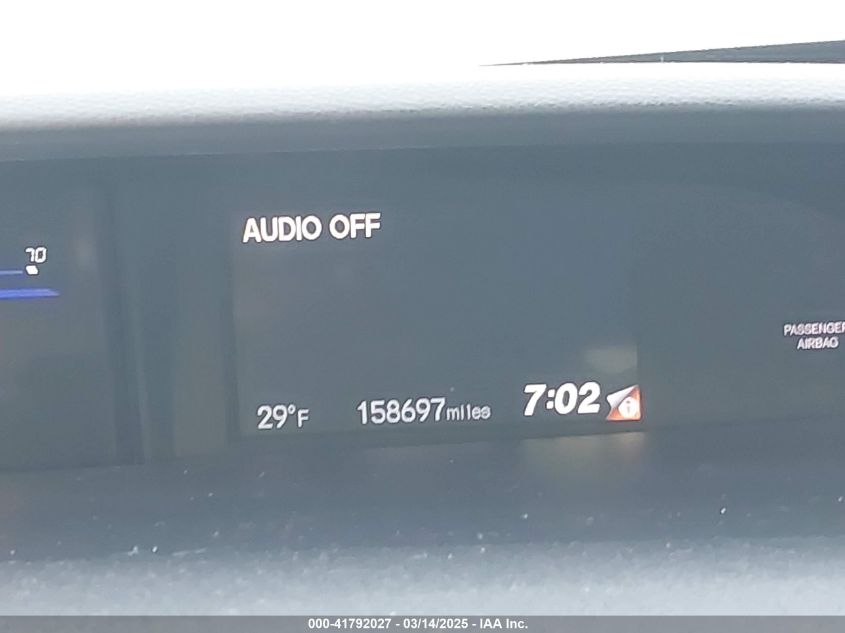 AUDIO OFF
70
PASSENGER
AIRBAG
29°F 158697miles 7:02
000-41792027 - 03/14/2025 - IAA Inc.